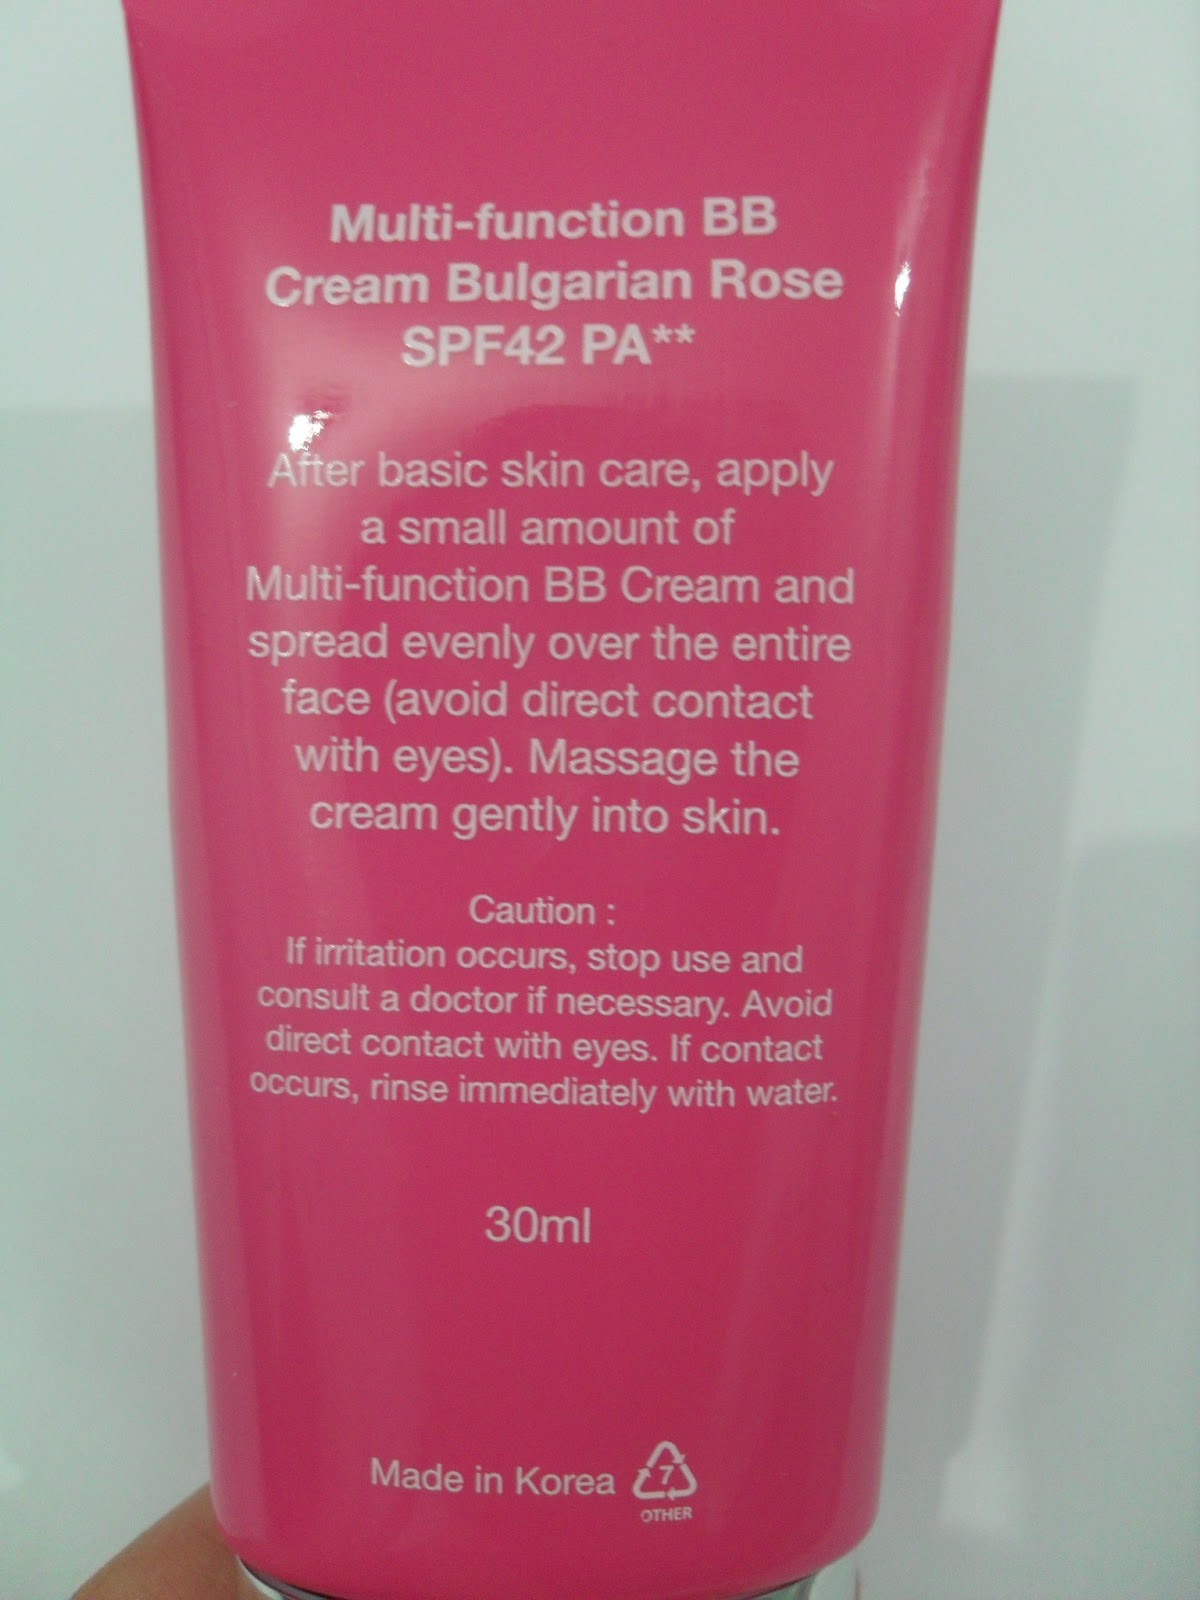 Multi-function BB
Cream Bulgarian Rose
SPF42 PA**
After basic skin care, apply
a small amount of
Multi-function BB Cream and
spread evenly over the entire
face (avoid direct contact
with eyes). Massage the
cream gently into skin.
Caution :
If irritation occurs, stop use and
consult a doctor if necessary. Avoid
direct contact with eyes. If contact
occurs, rinse immediately with water.
30ml
Made in Korea 7
OTHER